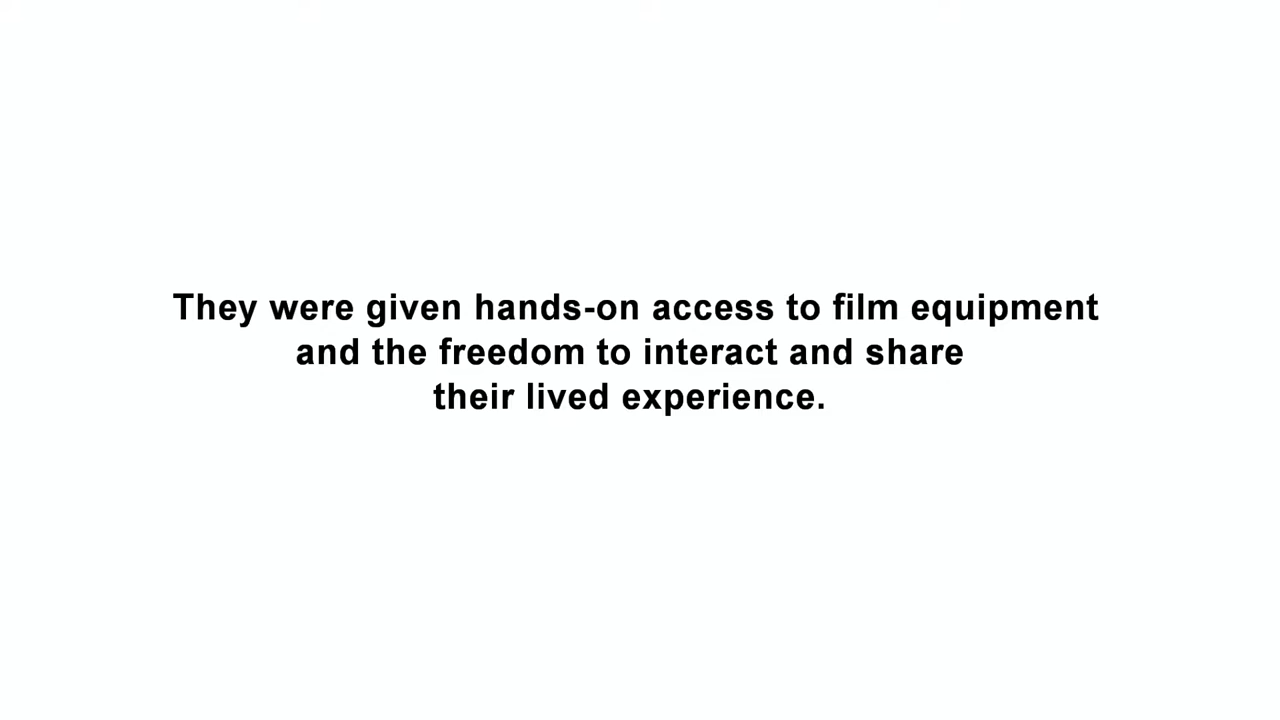 They were given hands-on access to film equipment
and the freedom to interact and share
their lived experience.